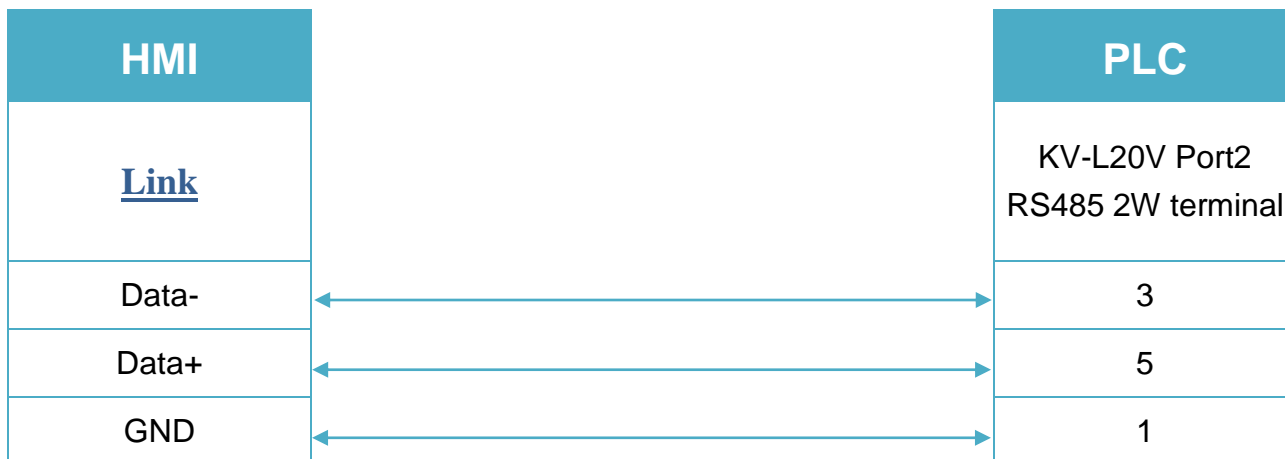 HMI PLC
Link KV-L20V Port2
RS485 2W terminal
Data- 3
Data+ 5
GND 1